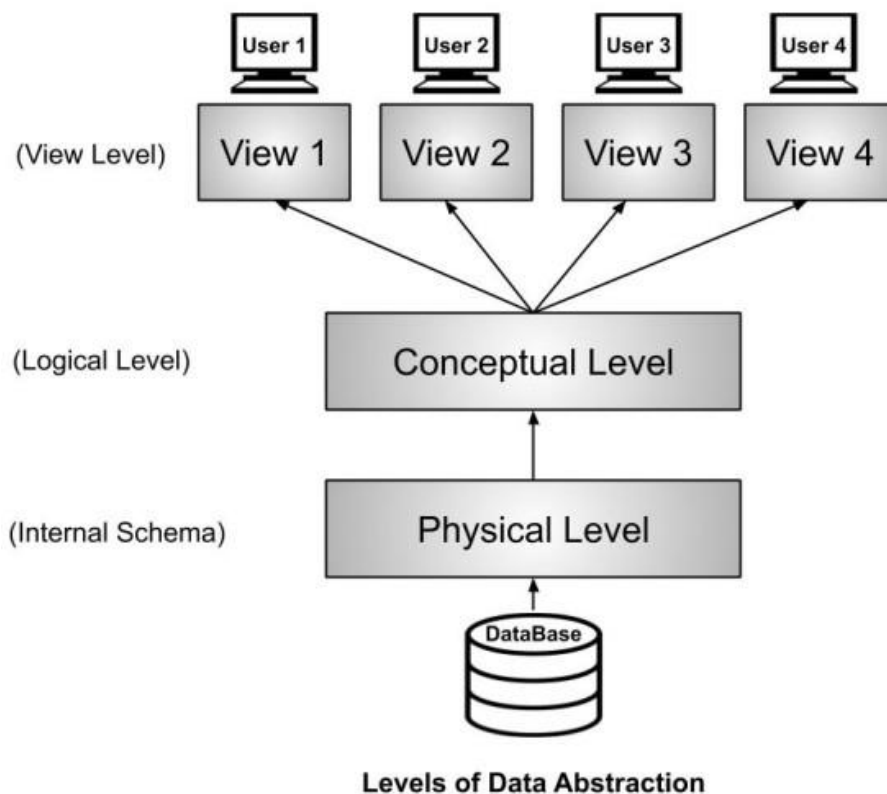 User 1
User 2
User 3
User 4
(View Level)
View 1
View 2
View 3
View 4
(Logical Level)
Conceptual Level
(Internal Schema)
Physical Level
DataBase
Levels of Data Abstraction